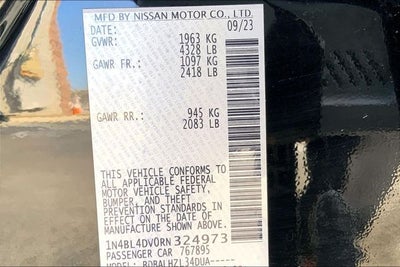 MFD BY NISSAN MOTOR CO., LTD.
DATE: 09/23
GVWR: 1963 KG
4328 LB
GAWR FR.: 1097 KG
2418 LB
GAWR RR.: 945 KG
2083 LB
THIS VEHICLE CONFORMS TO
ALL APPLICABLE FEDERAL
MOTOR VEHICLE SAFETY,
BUMPER, AND THEFT
PREVENTION STANDARDS IN
EFFECT ON THE DATE OF
MANUFACTURE SHOWN ABOVE.
1N4BL4DV0RN324973
PASSENGER CAR 767895
MODEL: BDBALHZL34DUA-----